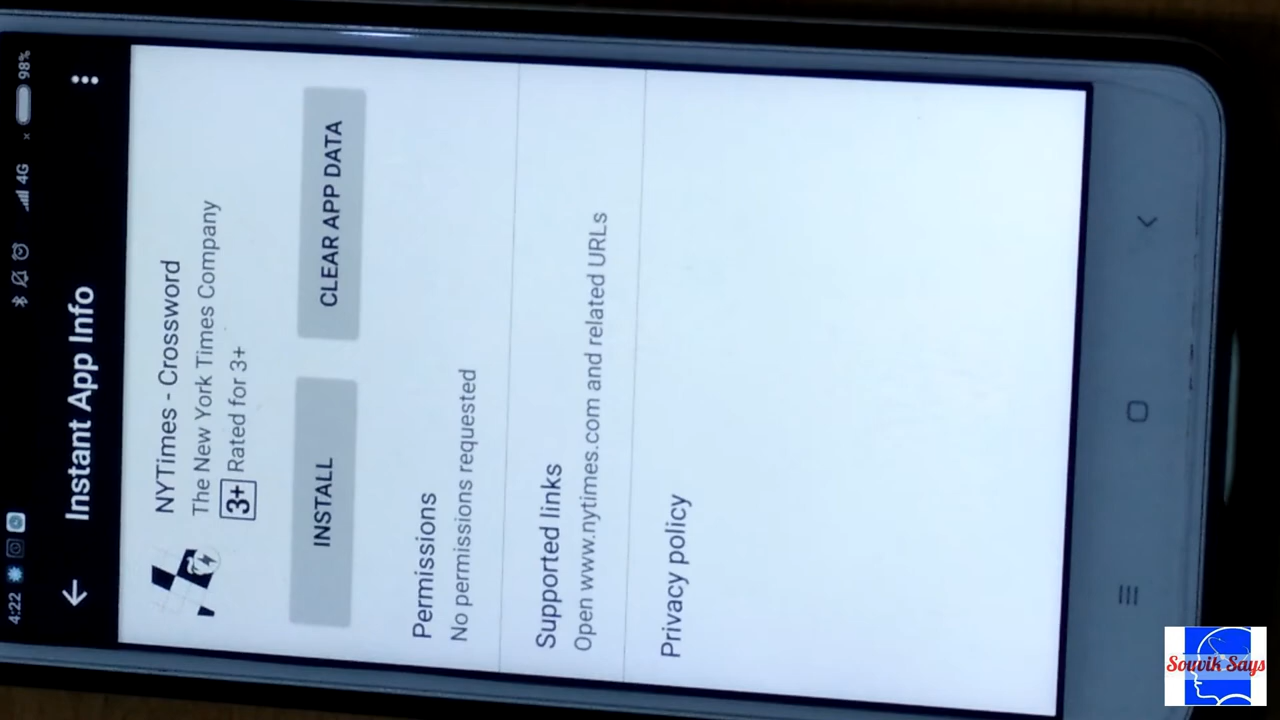 4:22
4G
98%
Instant App Info
NYTimes - Crossword
The New York Times Company
3+ Rated for 3+
INSTALL
CLEAR APP DATA
Permissions
No permissions requested
Supported links
Open www.nytimes.com and related URLs
Privacy policy
Souvik Says